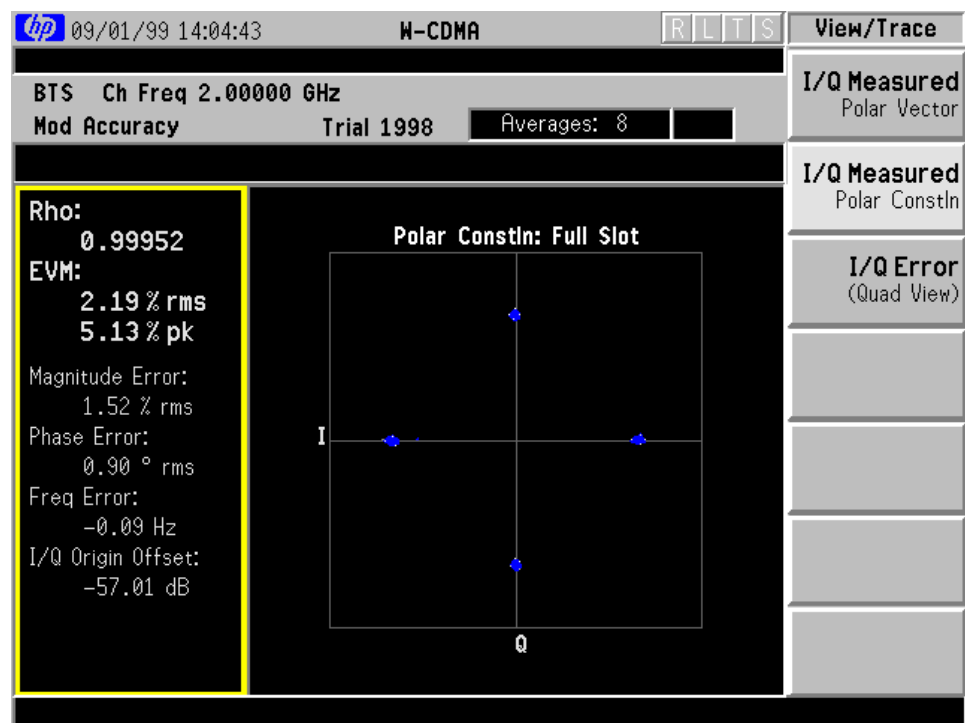 hp 09/01/99 14:04:43 W-CDMA R L T S View/Trace
BTS Ch Freq 2.00000 GHz
Mod Accuracy Trial 1998 Averages: 8
I/Q Measured
Polar Vector
I/Q Measured
Polar Constln
I/Q Error
(Quad View)
Rho:
0.99952
EVM:
2.19 % rms
5.13 % pk
Magnitude Error:
1.52 % rms
Phase Error:
0.90 ° rms
Freq Error:
-0.09 Hz
I/Q Origin Offset:
-57.01 dB
Polar Constln: Full Slot
I
Q